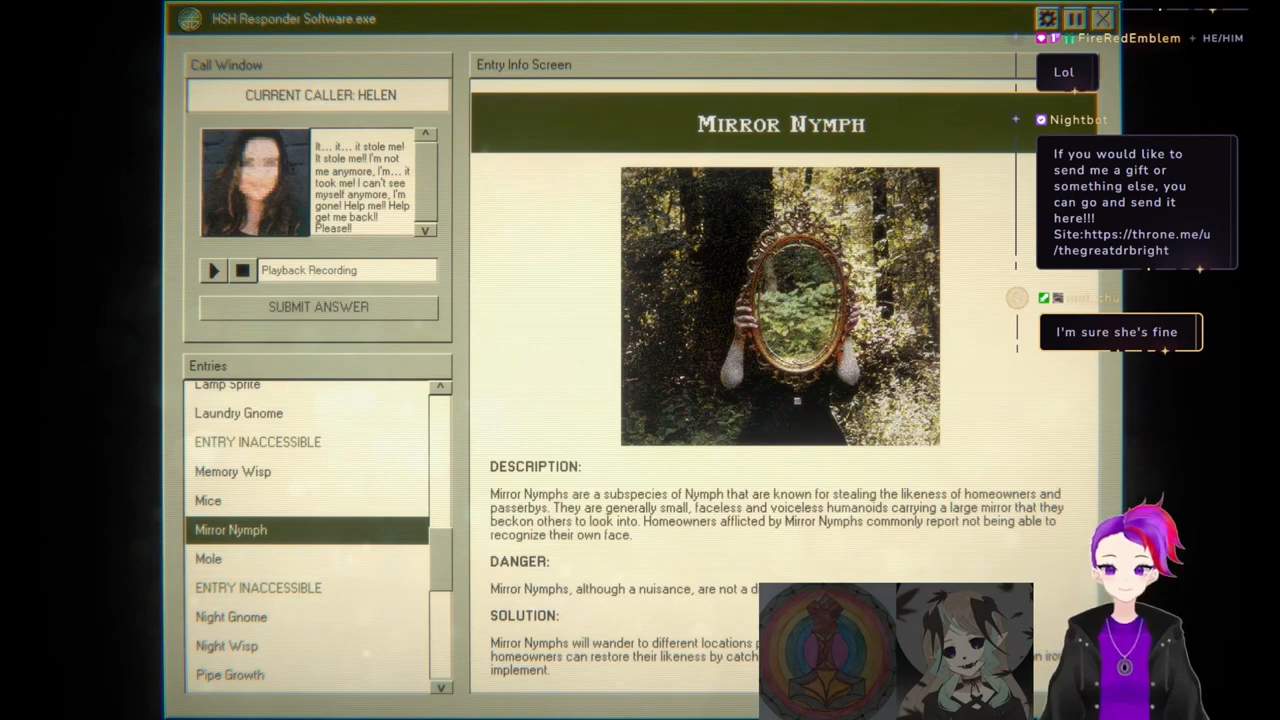 HSH Responder Software.exe
Call Window
CURRENT CALLER: HELEN
It... it... it stole me!
It stole me!! I'm not
me anymore, I'm... it
took me! I can't see
myself anymore, I'm
gone! Help me!! Help
get me back!!
Please!!
Playback Recording
SUBMIT ANSWER
Entries
Lamp Sprite
Laundry Gnome
ENTRY INACCESSIBLE
Memory Wisp
Mice
Mirror Nymph
Mole
ENTRY INACCESSIBLE
Night Gnome
Night Wisp
Pipe Growth
Entry Info Screen
MIRROR NYMPH
DESCRIPTION:
Mirror Nymphs are a subspecies of Nymph that are known for stealing the likeness of homeowners and
passerbys. They are generally small, faceless and voiceless humanoids carrying a large mirror that they
beckon others to look into. Homeowners afflicted by Mirror Nymphs commonly report not being able to
recognize their own face.
DANGER:
Mirror Nymphs, although a nuisance, are not a d
SOLUTION:
Mirror Nymphs will wander to different locations
homeowners can restore their likeness by catch
implement.
FireRedEmblem + HE/HIM
Lol
Nightbot
If you would like to
send me a gift or
something else, you
can go and send it
here!!!
Site:https://throne.me/u
/thegreatdrbright
I'm sure she's fine